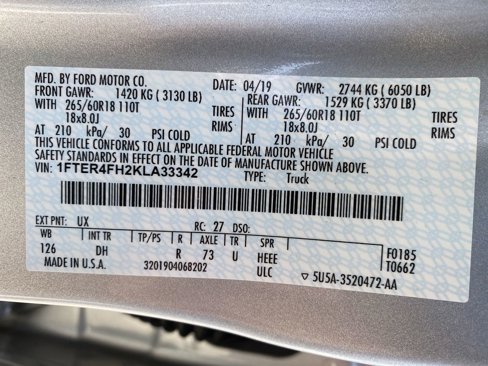 MFD. BY FORD MOTOR CO.
DATE: 04/19 GVWR: 2744 KG (6050 LB)
FRONT GAWR: 1420 KG (3130 LB) REAR GAWR: 1529 KG (3370 LB)
WITH 265/60R18 110T TIRES WITH 265/60R18 110T TIRES
18x8.0J RIMS 18x8.0J RIMS
AT 210 kPa/ 30 PSI COLD AT 210 kPa/ 30 PSI COLD
THIS VEHICLE CONFORMS TO ALL APPLICABLE FEDERAL MOTOR VEHICLE
SAFETY STANDARDS IN EFFECT ON THE DATE OF MANUFACTURE SHOWN ABOVE.
VIN: 1FTER4FH2KLA33342
TYPE: Truck
EXT PNT: UX RC: 27 DSO:
WB INT TR TP/PS R AXLE TR SPR
126 DH R 73 U HEEE F0185
ULC T0662
MADE IN U.S.A. 3201904068202 5U5A-3520472-AA